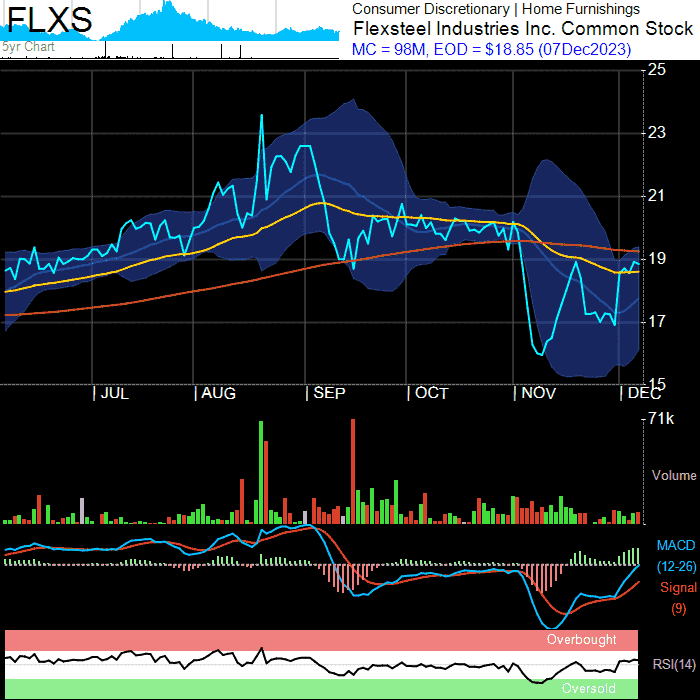 FLXS
5yr Chart
Consumer Discretionary | Home Furnishings
Flexsteel Industries Inc. Common Stock
MC = 98M, EOD = $18.85 (07Dec2023)
25
23
21
19
17
15
| JUL | AUG | SEP | OCT | NOV | DEC
71k
Volume
MACD
(12-26)
Signal
(9)
Overbought
RSI(14)
Oversold